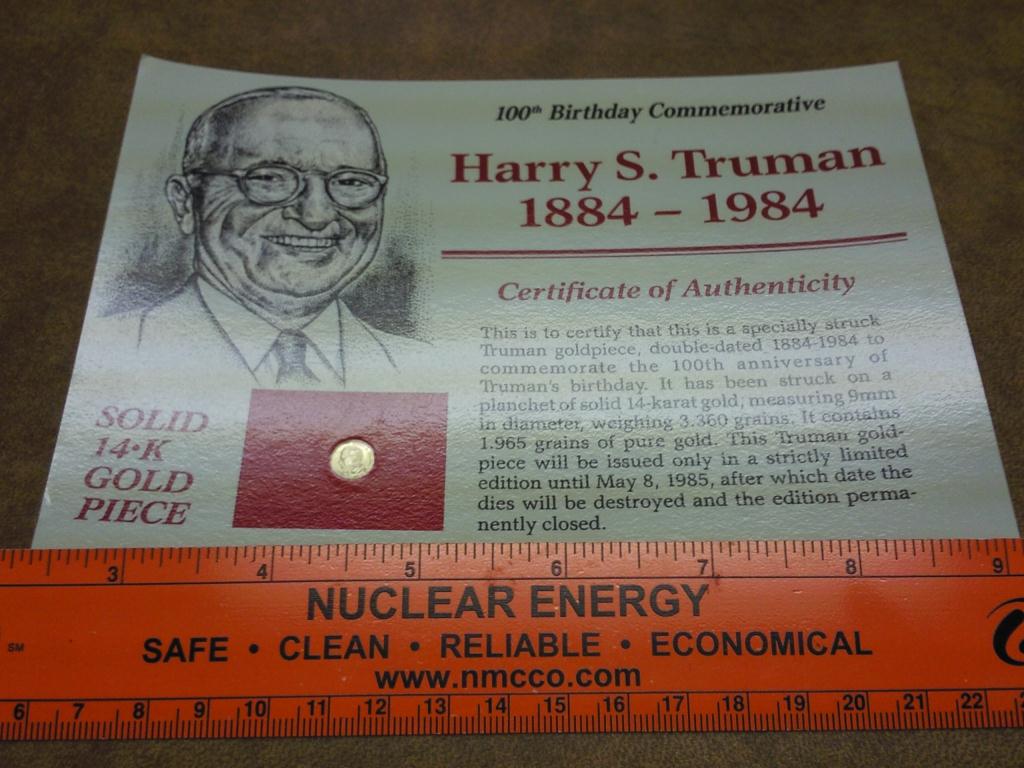 100th Birthday Commemorative
Harry S. Truman
1884 – 1984
Certificate of Authenticity
This is to certify that this is a specially struck
Truman goldpiece, double-dated 1884-1984 to
commemorate the 100th anniversary of
Truman's birthday. It has been struck on a
planchet of solid 14-karat gold, measuring 9mm
in diameter, weighing 3.360 grains. It contains
1.965 grains of pure gold. This Truman gold-
piece will be issued only in a strictly limited
edition until May 8, 1985, after which date the
dies will be destroyed and the edition perma-
nently closed.
SOLID
14•K
GOLD
PIECE
3 4 5 6 7 8 9
NUCLEAR ENERGY
SM
SAFE • CLEAN • RELIABLE • ECONOMICAL
www.nmcco.com
6 7 8 9 10 11 12 13 14 15 16 17 18 19 20 21 22